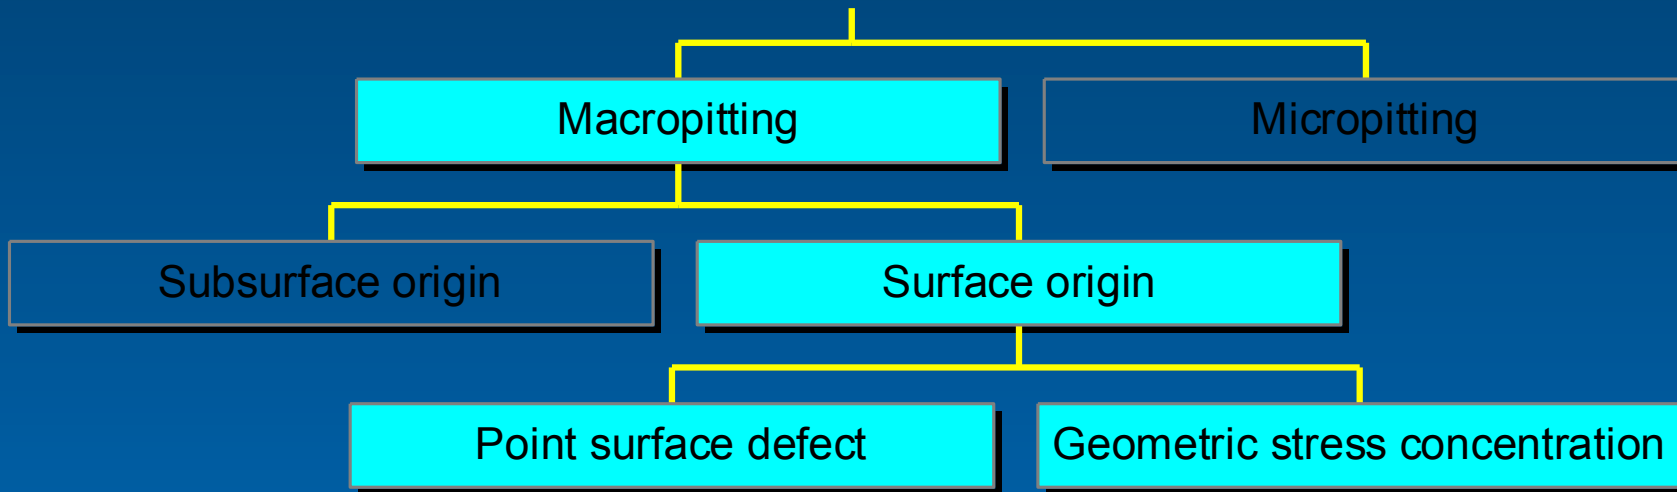 Macropitting
Micropitting
Subsurface origin
Surface origin
Point surface defect
Geometric stress concentration